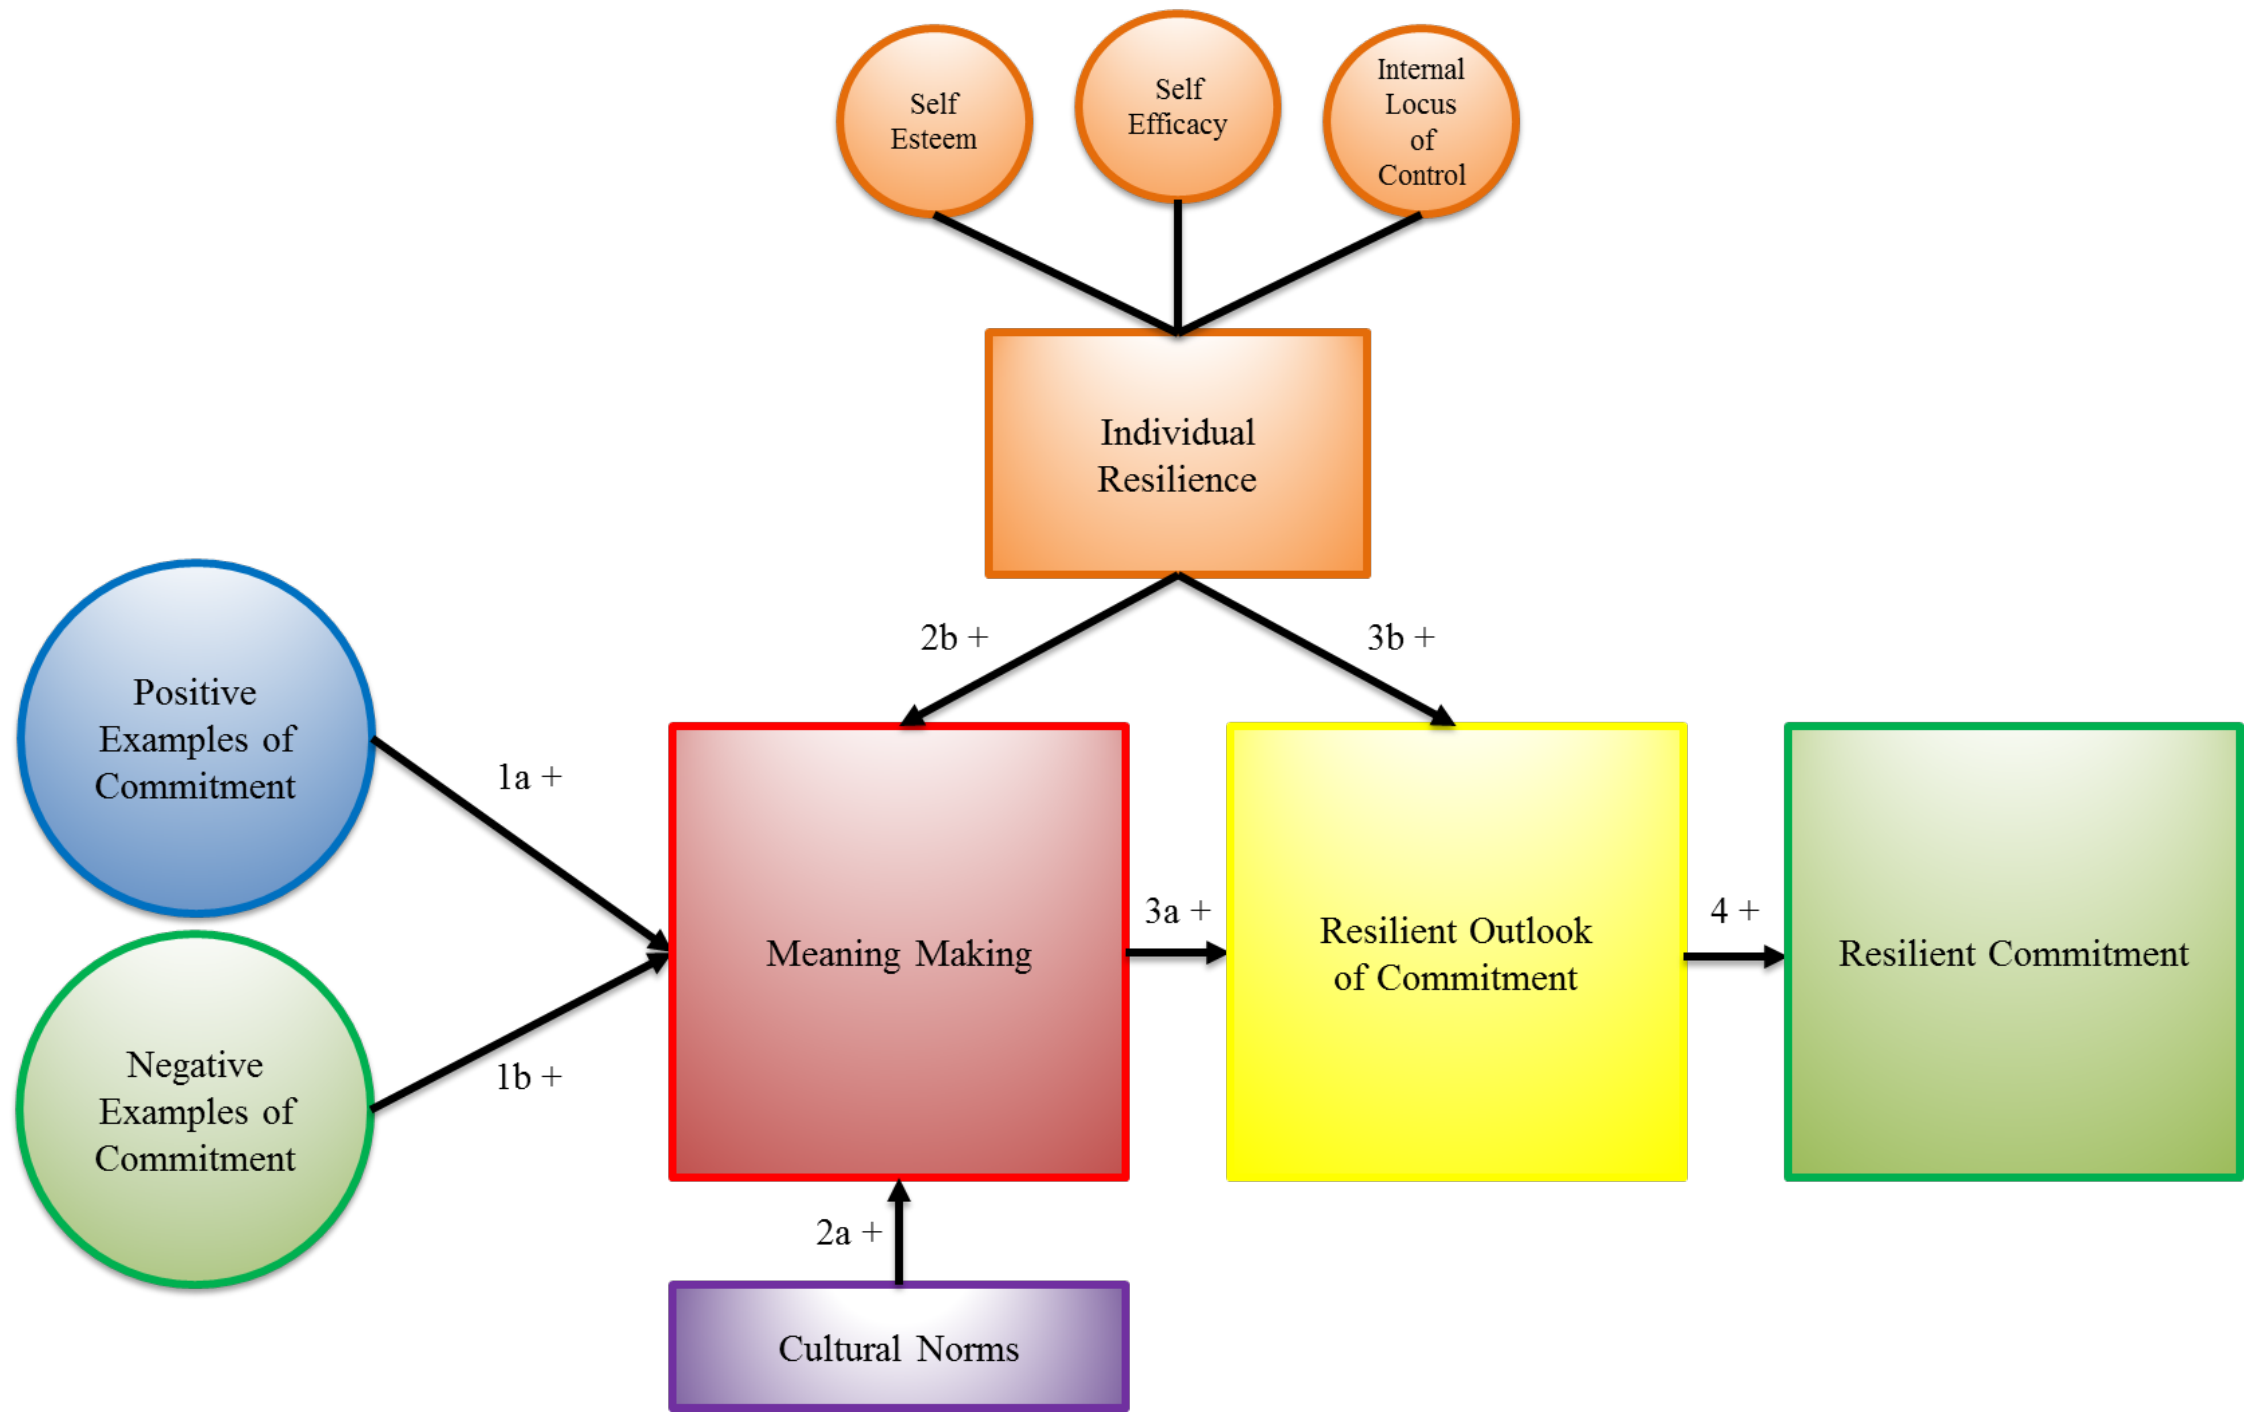 Self
Esteem
Self
Efficacy
Internal
Locus
of
Control
Individual
Resilience
2b +
3b +
Positive
Examples of
Commitment
1a +
Negative
Examples of
Commitment
1b +
Meaning Making
3a +
Resilient Outlook
of Commitment
4 +
Resilient Commitment
2a +
Cultural Norms